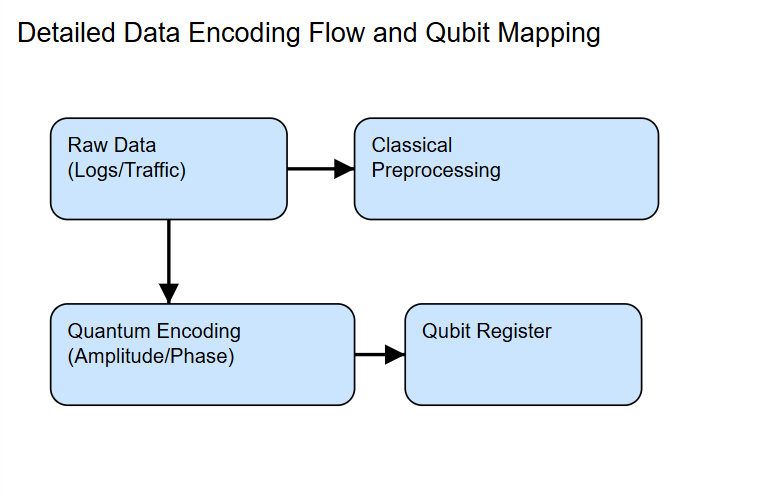 Detailed Data Encoding Flow and Qubit Mapping
Raw Data
(Logs/Traffic)
Classical
Preprocessing
Quantum Encoding
(Amplitude/Phase)
Qubit Register